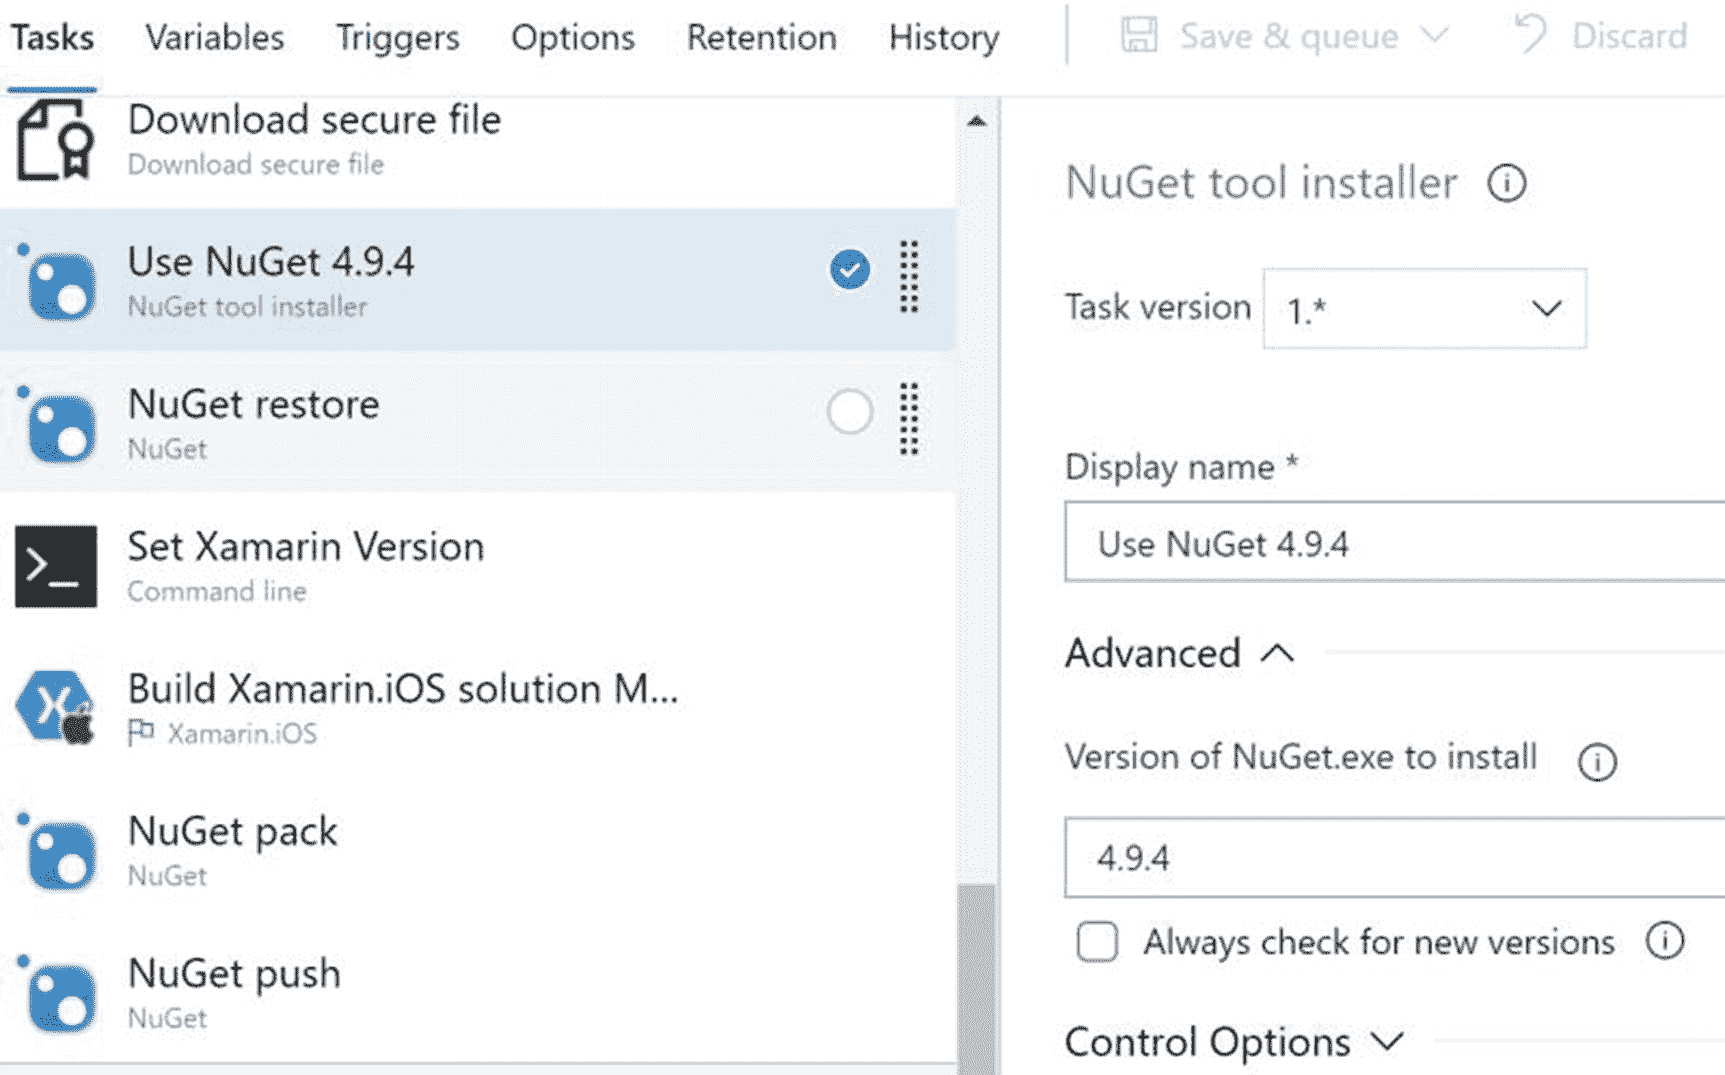 Tasks Variables Triggers Options Retention History Save & queue Discard
Download secure file
Download secure file
Use NuGet 4.9.4
NuGet tool installer
NuGet restore
NuGet
Set Xamarin Version
Command line
Build Xamarin.iOS solution M...
Xamarin.iOS
NuGet pack
NuGet
NuGet push
NuGet
NuGet tool installer
Task version 1.*
Display name *
Use NuGet 4.9.4
Advanced
Version of NuGet.exe to install
4.9.4
Always check for new versions
Control Options